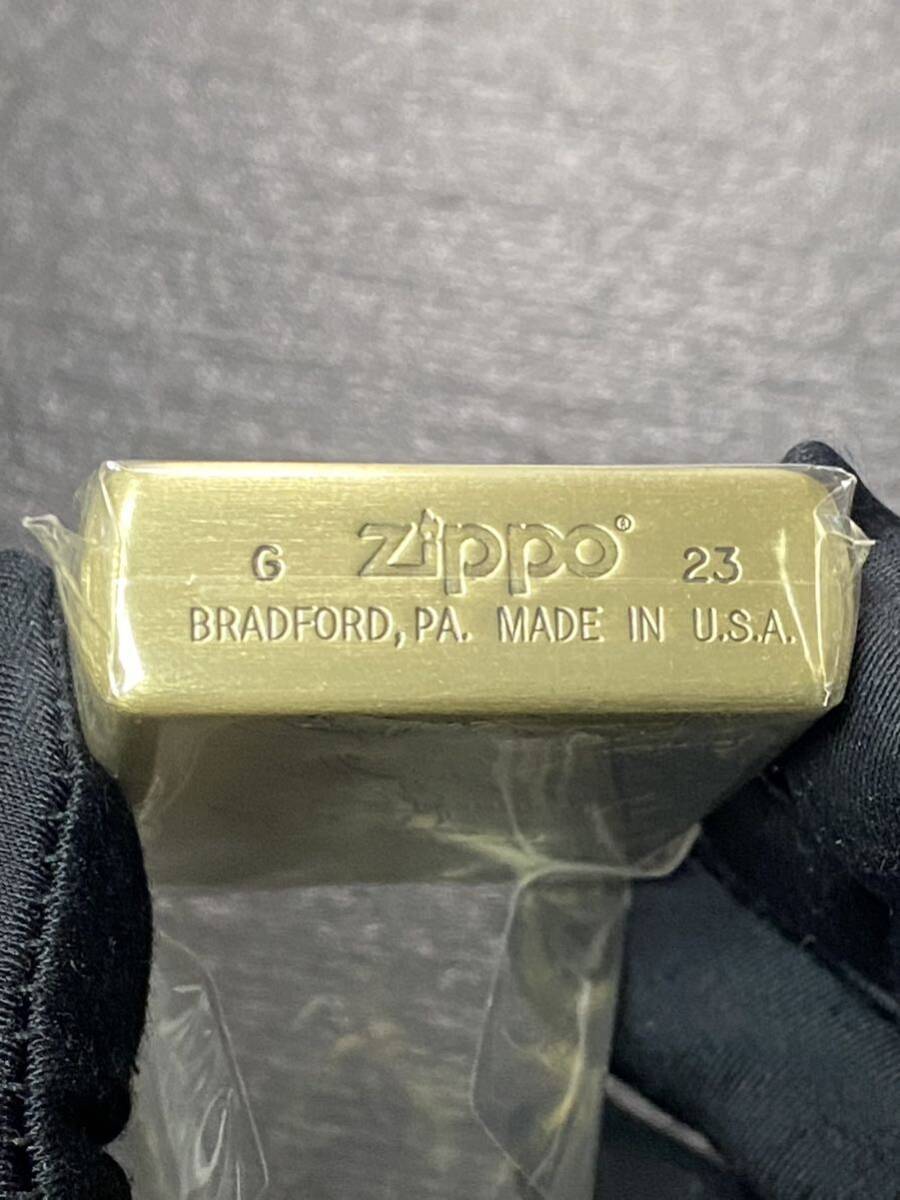 G zippo® 23
BRADFORD, PA. MADE IN U.S.A.